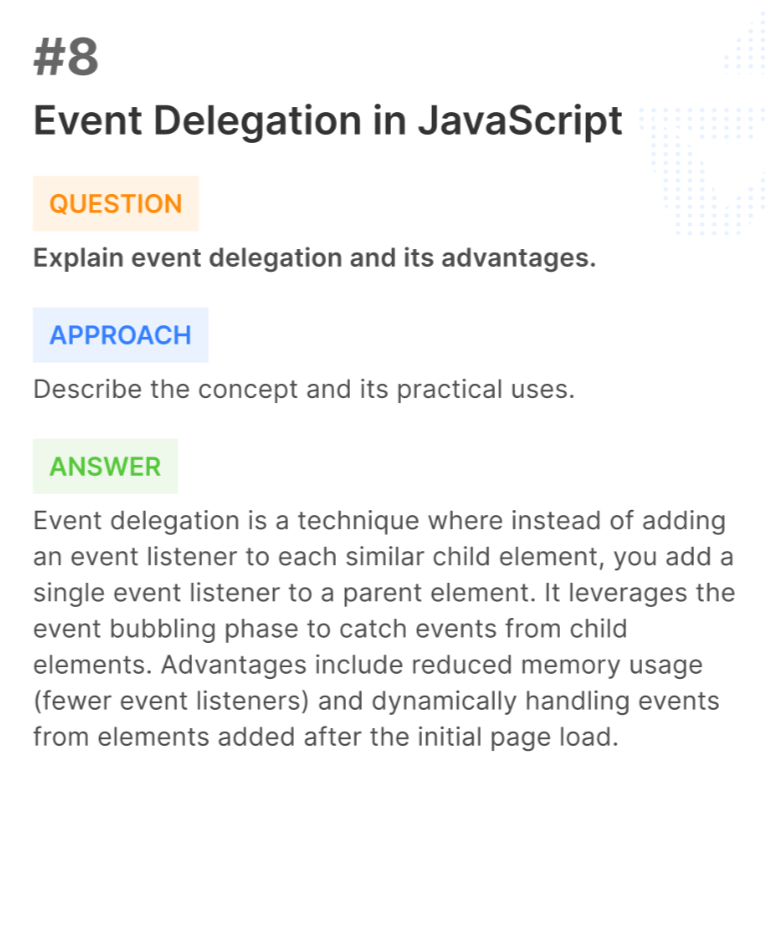 #8
Event Delegation in JavaScript
QUESTION
Explain event delegation and its advantages.
APPROACH
Describe the concept and its practical uses.
ANSWER
Event delegation is a technique where instead of adding
an event listener to each similar child element, you add a
single event listener to a parent element. It leverages the
event bubbling phase to catch events from child
elements. Advantages include reduced memory usage
(fewer event listeners) and dynamically handling events
from elements added after the initial page load.